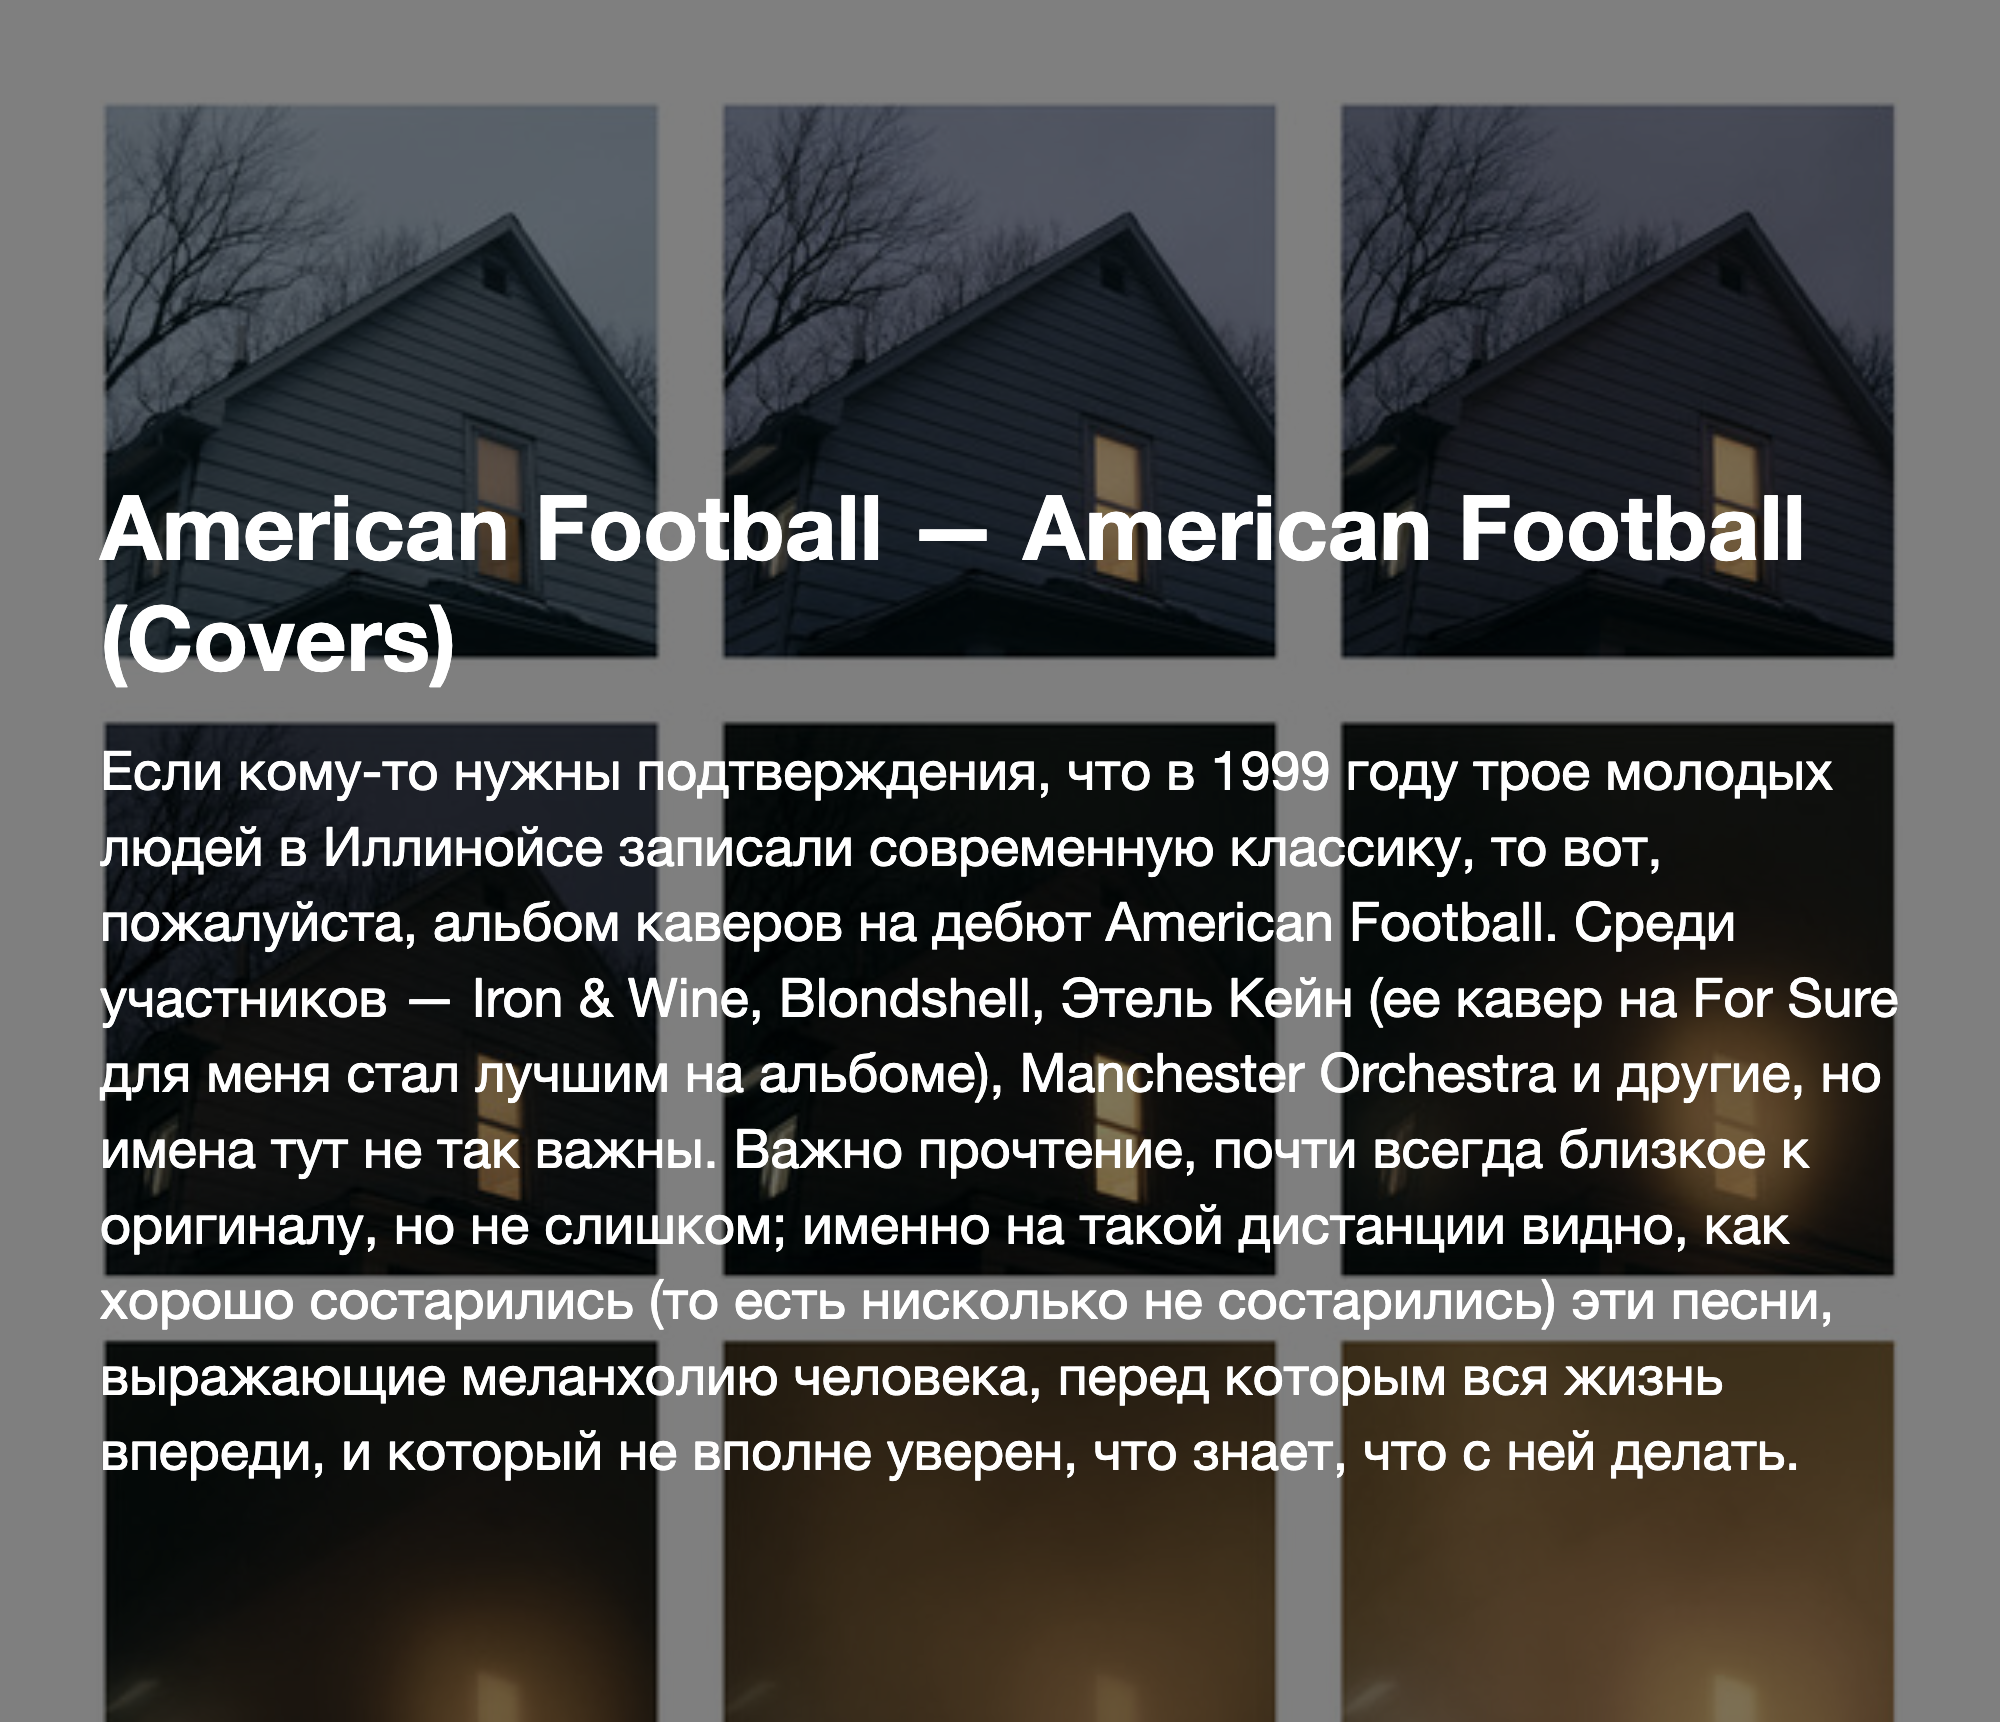 American Football — American Football
(Covers)
Если кому-то нужны подтверждения, что в 1999 году трое молодых
людей в Иллинойсе записали современную классику, то вот,
пожалуйста, альбом каверов на дебют American Football. Среди
участников — Iron & Wine, Blondshell, Этель Кейн (ее кавер на For Sure
для меня стал лучшим на альбоме), Manchester Orchestra и другие, но
имена тут не так важны. Важно прочтение, почти всегда близкое к
оригиналу, но не слишком; именно на такой дистанции видно, как
хорошо состарились (то есть нисколько не состарились) эти песни,
выражающие меланхолию человека, перед которым вся жизнь
впереди, и который не вполне уверен, что знает, что с ней делать.